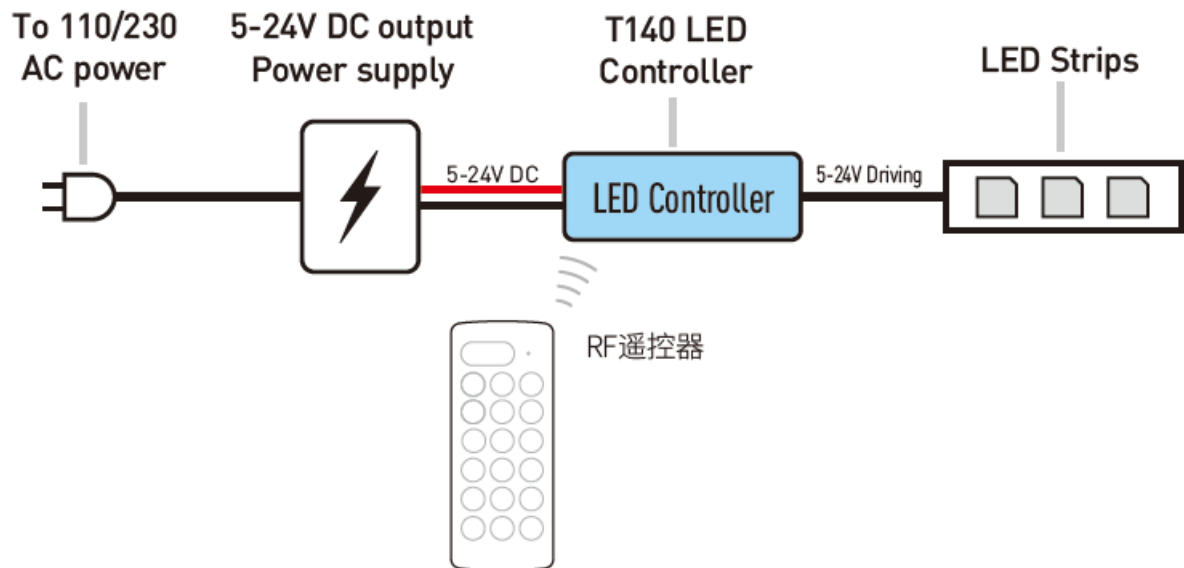 To 110/230
AC power
5-24V DC output
Power supply
T140 LED
Controller
LED Strips
5-24V DC
LED Controller
5-24V Driving
RF遥控器